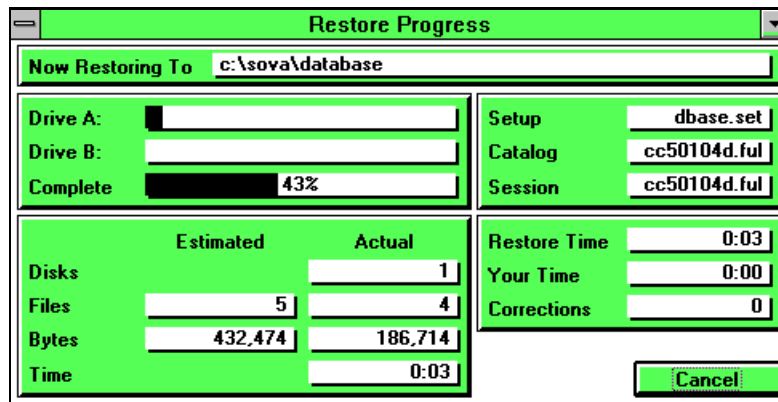 Restore Progress
Now Restoring To c:\sova\database
Drive A:
Drive B:
Complete 43%
Setup dbase.set
Catalog cc50104d.ful
Session cc50104d.ful
Estimated Actual
Disks 1
Files 5 4
Bytes 432,474 186,714
Time 0:03
Restore Time 0:03
Your Time 0:00
Corrections 0
Cancel